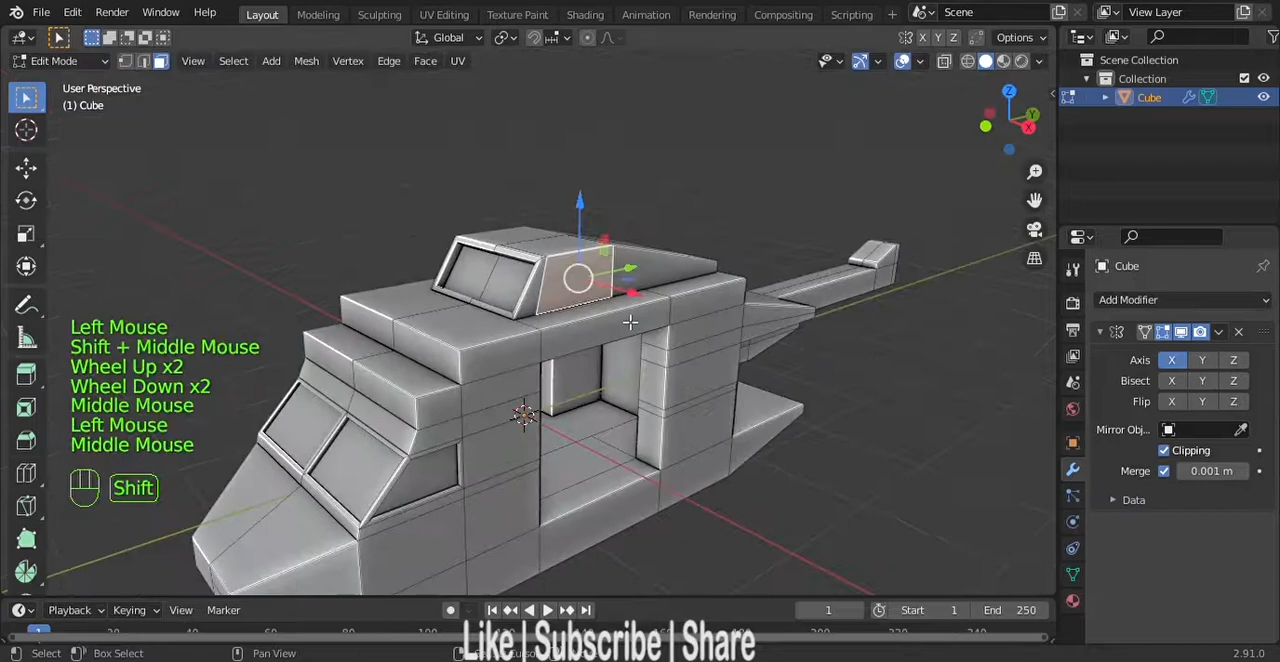 File Edit Render Window Help Layout Modeling Sculpting UV Editing Texture Paint Shading Animation Rendering Compositing Scripting + Scene View Layer
Global X Y Z Options
Edit Mode View Select Add Mesh Vertex Edge Face UV
User Perspective
(1) Cube
Z
Y
X
Left Mouse
Shift + Middle Mouse
Wheel Up x2
Wheel Down x2
Middle Mouse
Left Mouse
Middle Mouse
Shift
Scene Collection
Collection
Cube
Cube
Add Modifier
Axis X Y Z
Bisect X Y Z
Flip X Y Z
Mirror Obj...
Clipping
Merge 0.001 m
Data
Playback Keying View Marker 1 Start 1 End 250
1
Like | Subscribe | Share
Select Box Select Pan View 2.91.0